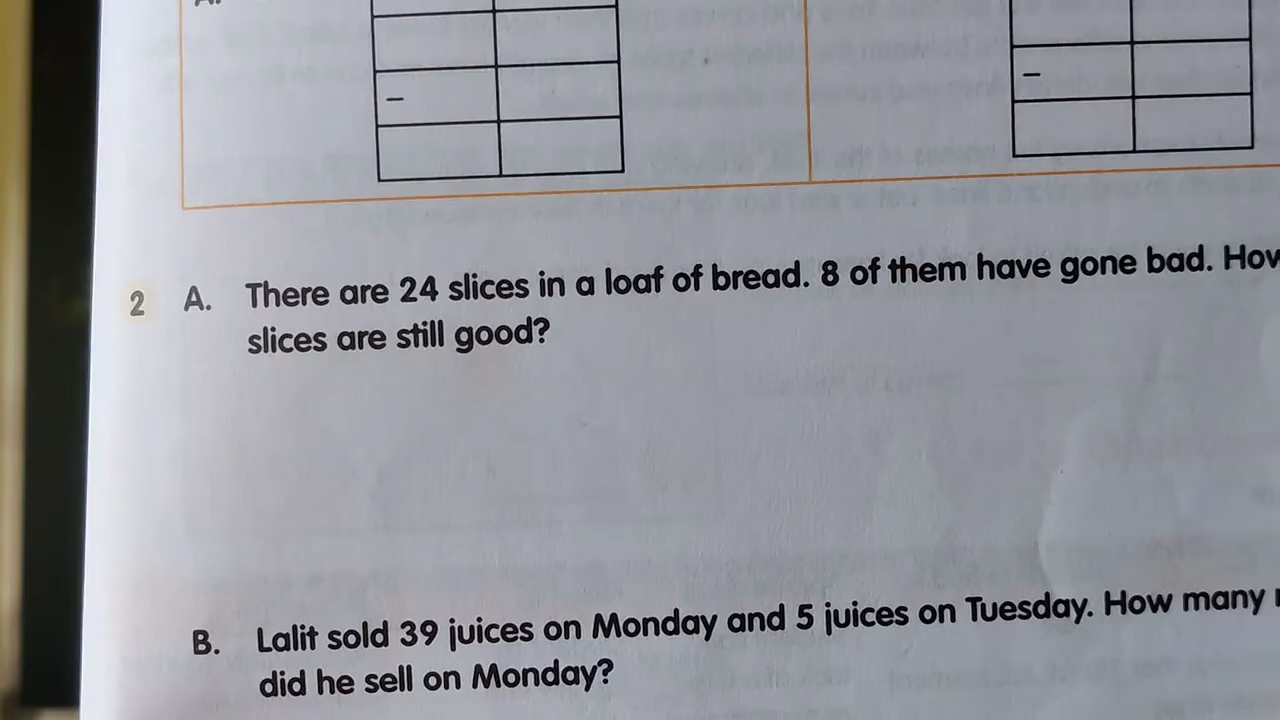 –
–
2 A. There are 24 slices in a loaf of bread. 8 of them have gone bad.
slices are still good?
B. Lalit sold 39 juices on Monday and 5 juices on Tuesday. How many
did he sell on Monday?